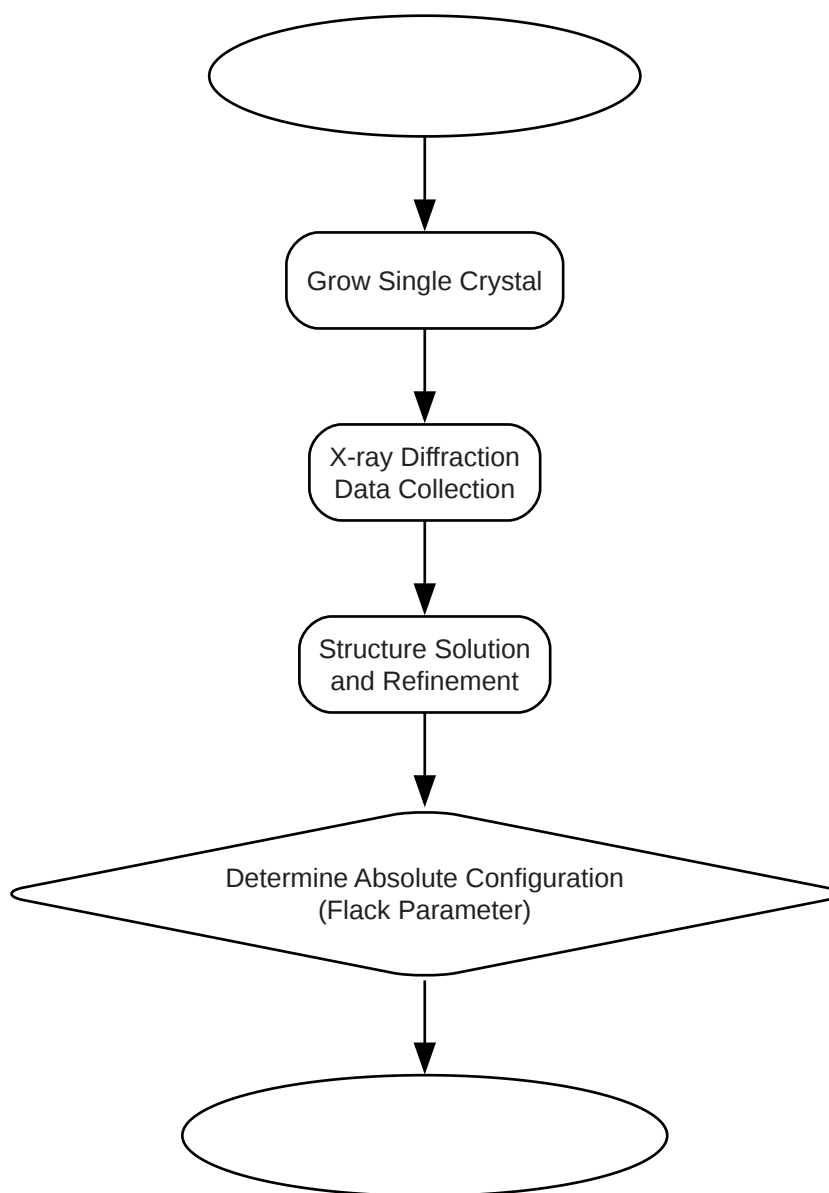 Grow Single Crystal
X-ray Diffraction
Data Collection
Structure Solution
and Refinement
Determine Absolute Configuration
(Flack Parameter)